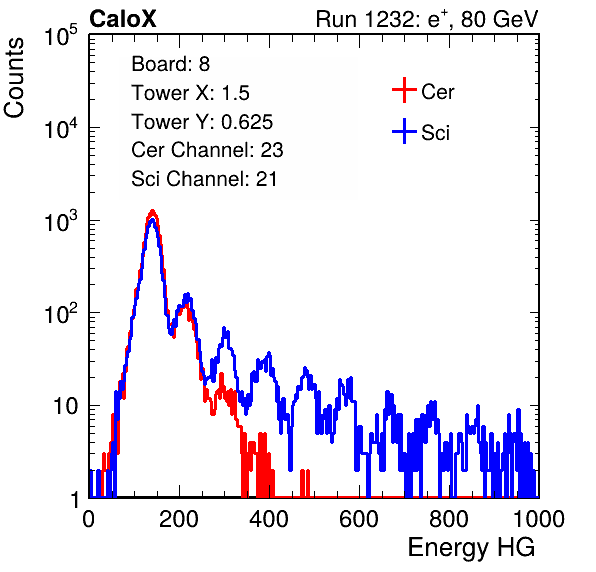 CaloX Run 1232: e⁺, 80 GeV
Counts
10⁵
10⁴
10³
10²
10
1
Board: 8
Tower X: 1.5
Tower Y: 0.625
Cer Channel: 23
Sci Channel: 21
Cer
Sci
0 200 400 600 800 1000
Energy HG